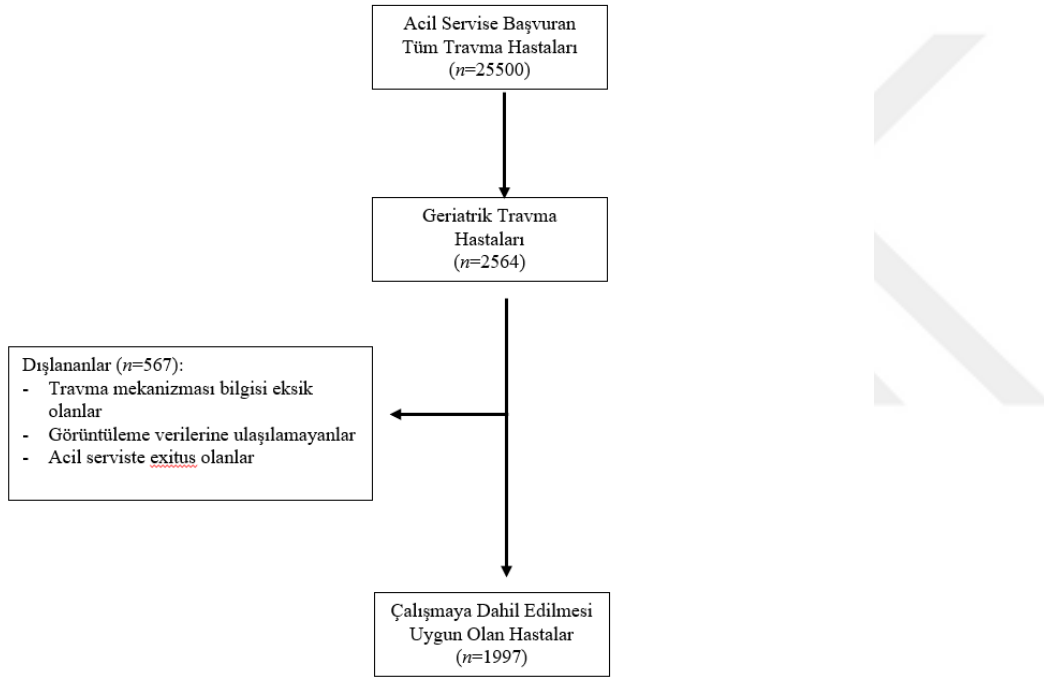 Acil Servise Başvuran
Tüm Travma Hastaları
(n=25500)
Geriatrik Travma
Hastaları
(n=2564)
Dışlananlar (n=567):
- Travma mekanizması bilgisi eksik
olanlar
- Görüntüleme verilerine ulaşılamayanlar
- Acil serviste exitus olanlar
Çalışmaya Dahil Edilmesi
Uygun Olan Hastalar
(n=1997)